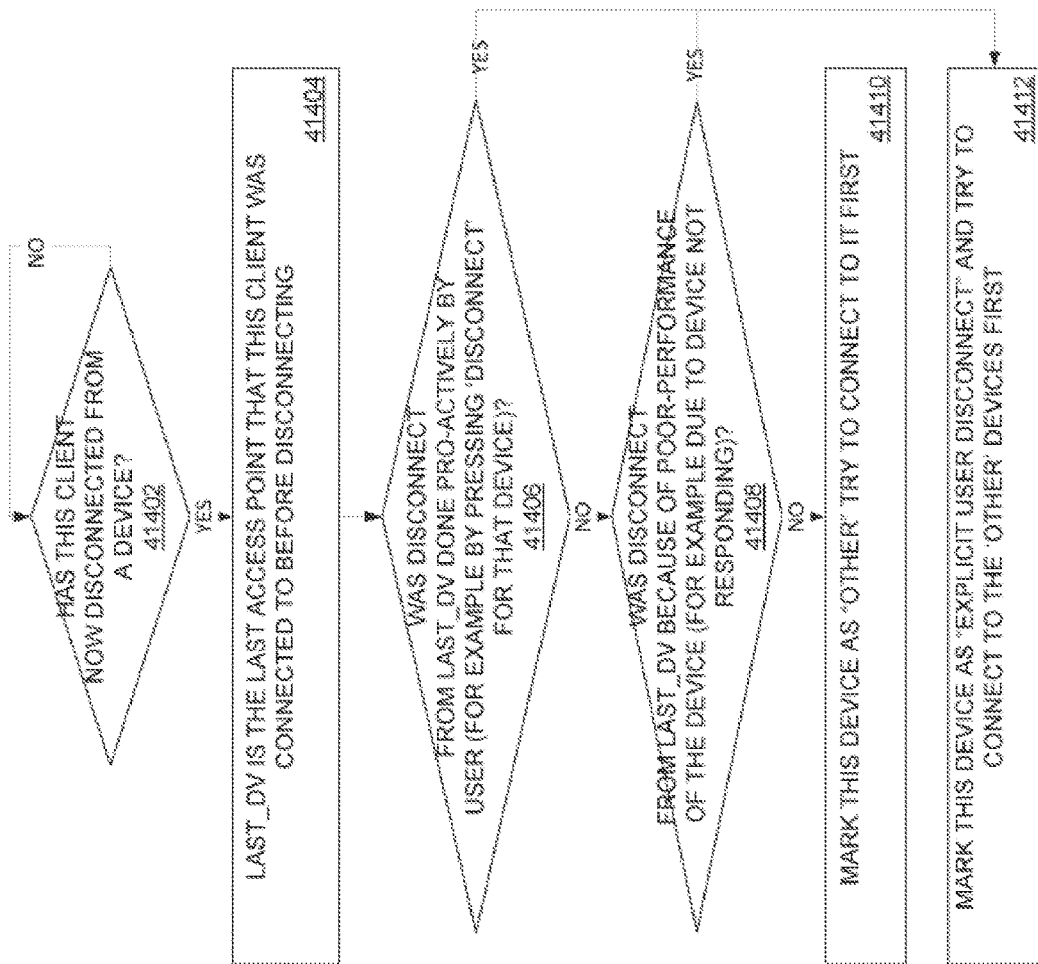 NO
HAS THIS CLIENT
NOW DISCONNECTED FROM
A DEVICE?
41402
YES
LAST_DV IS THE LAST ACCESS POINT THAT THIS CLIENT WAS
CONNECTED TO BEFORE DISCONNECTING
41404
WAS DISCONNECT
FROM LAST_DV DONE PRO-ACTIVELY BY
USER (FOR EXAMPLE BY PRESSING 'DISCONNECT'
FOR THAT DEVICE)?
41406
YES
NO
WAS DISCONNECT
FROM LAST_DV BECAUSE OF POOR-PERFORMANCE
OF THE DEVICE (FOR EXAMPLE DUE TO DEVICE NOT
RESPONDING)?
41408
YES
NO
MARK THIS DEVICE AS 'OTHER' TRY TO CONNECT TO IT FIRST
41410
MARK THIS DEVICE AS 'EXPLICIT USER DISCONNECT' AND TRY TO
CONNECT TO THE 'OTHER' DEVICES FIRST
41412